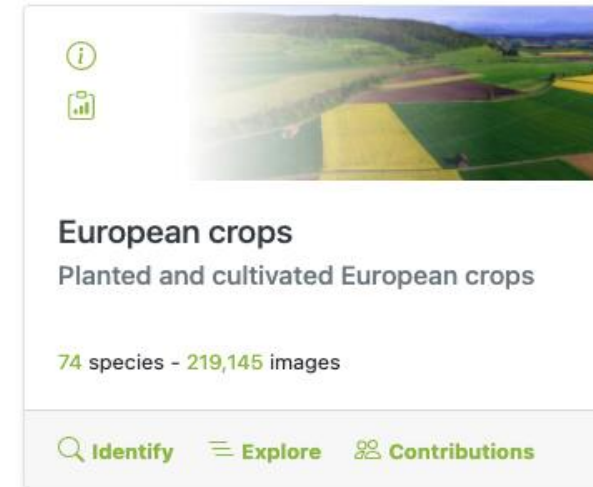 European crops
Planted and cultivated European crops
74 species - 219,145 images
Identify Explore Contributions